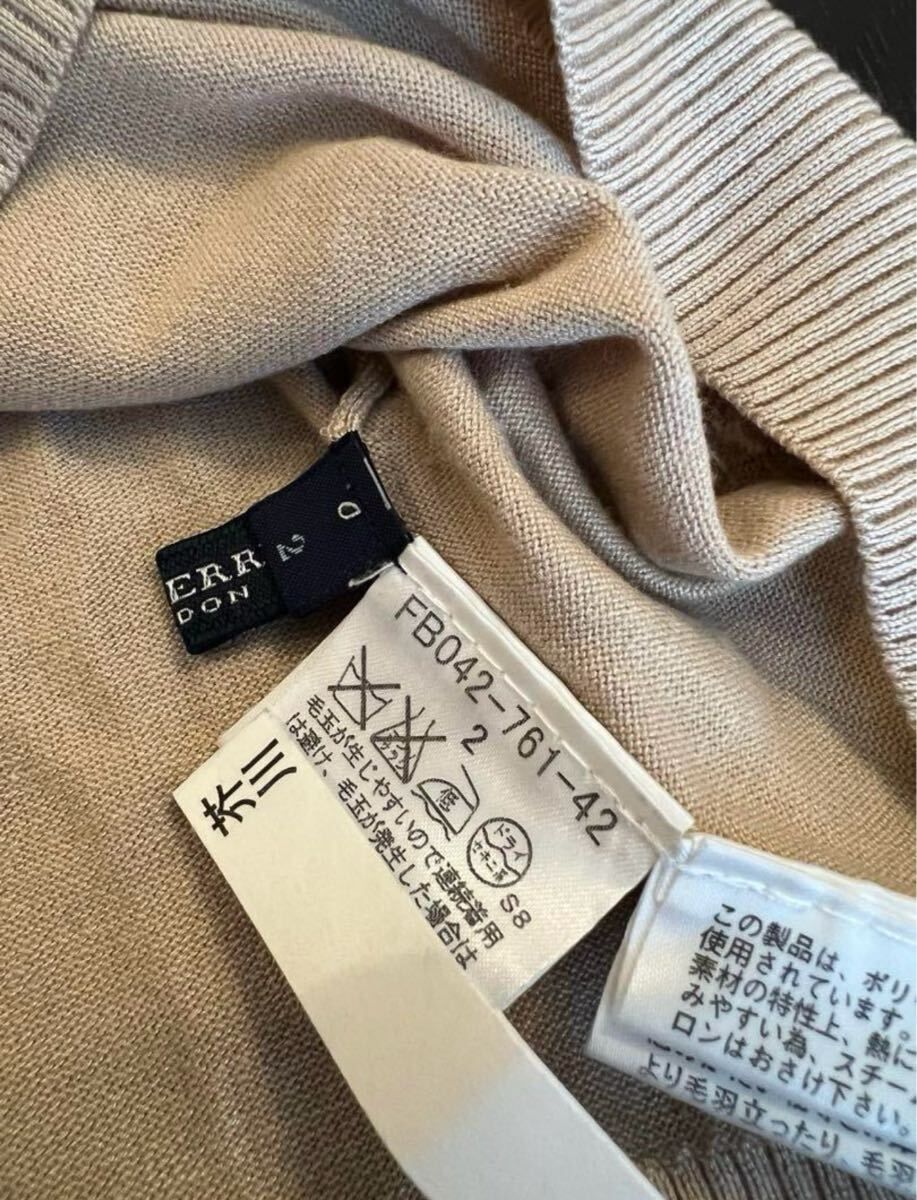 ERR
DON
2
D
FB042-761-42
2
低
ドライ
S8
毛玉が生じやすいので連続着用
は避け、毛玉が発生した場合は
芥川
この製品は、ポリ
使用されています。
素材の特性上、熱に
みやすい為、スチー
ロンはおさけ下さい。
より毛羽立ったり、毛羽